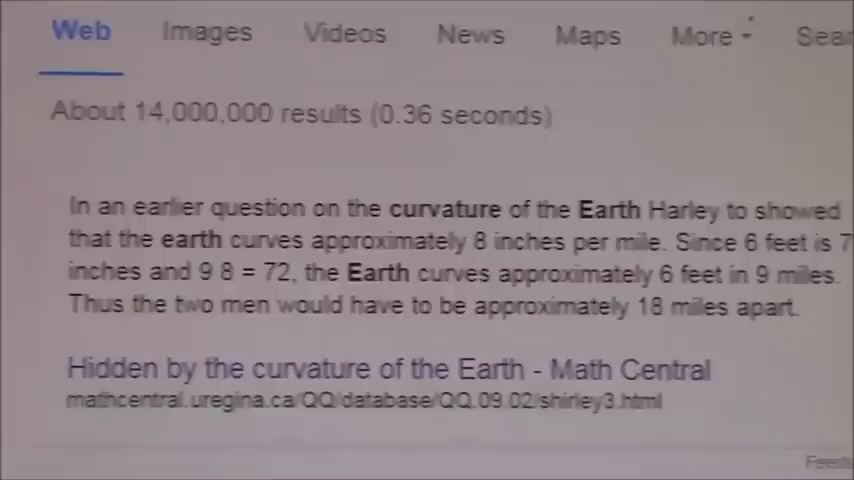 Web Images Videos News Maps More Sear
About 14,000,000 results (0.36 seconds)
In an earlier question on the curvature of the Earth Harley to showed
that the earth curves approximately 8 inches per mile. Since 6 feet is 7
inches and 9 8 = 72, the Earth curves approximately 6 feet in 9 miles.
Thus the two men would have to be approximately 18 miles apart.
Hidden by the curvature of the Earth - Math Central
mathcentral.uregina.ca/QQ/database/QQ.09.02/shirley3.html